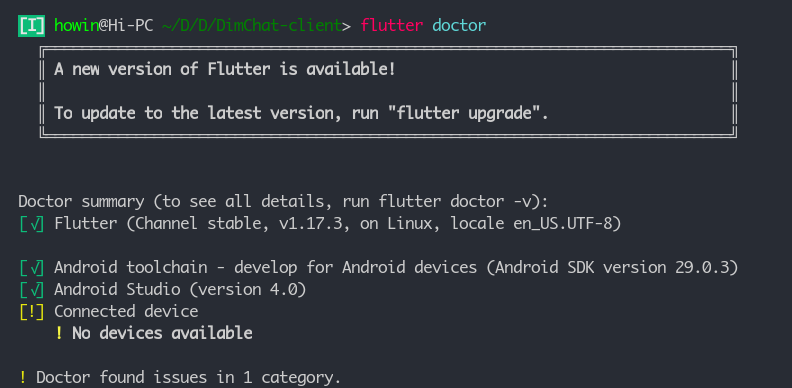 [I] howin@Hi-PC ~/D/D/DimChat-client> flutter doctor
A new version of Flutter is available!
To update to the latest version, run "flutter upgrade".
Doctor summary (to see all details, run flutter doctor -v):
[√] Flutter (Channel stable, v1.17.3, on Linux, locale en_US.UTF-8)
[√] Android toolchain - develop for Android devices (Android SDK version 29.0.3)
[√] Android Studio (version 4.0)
[!] Connected device
! No devices available
! Doctor found issues in 1 category.